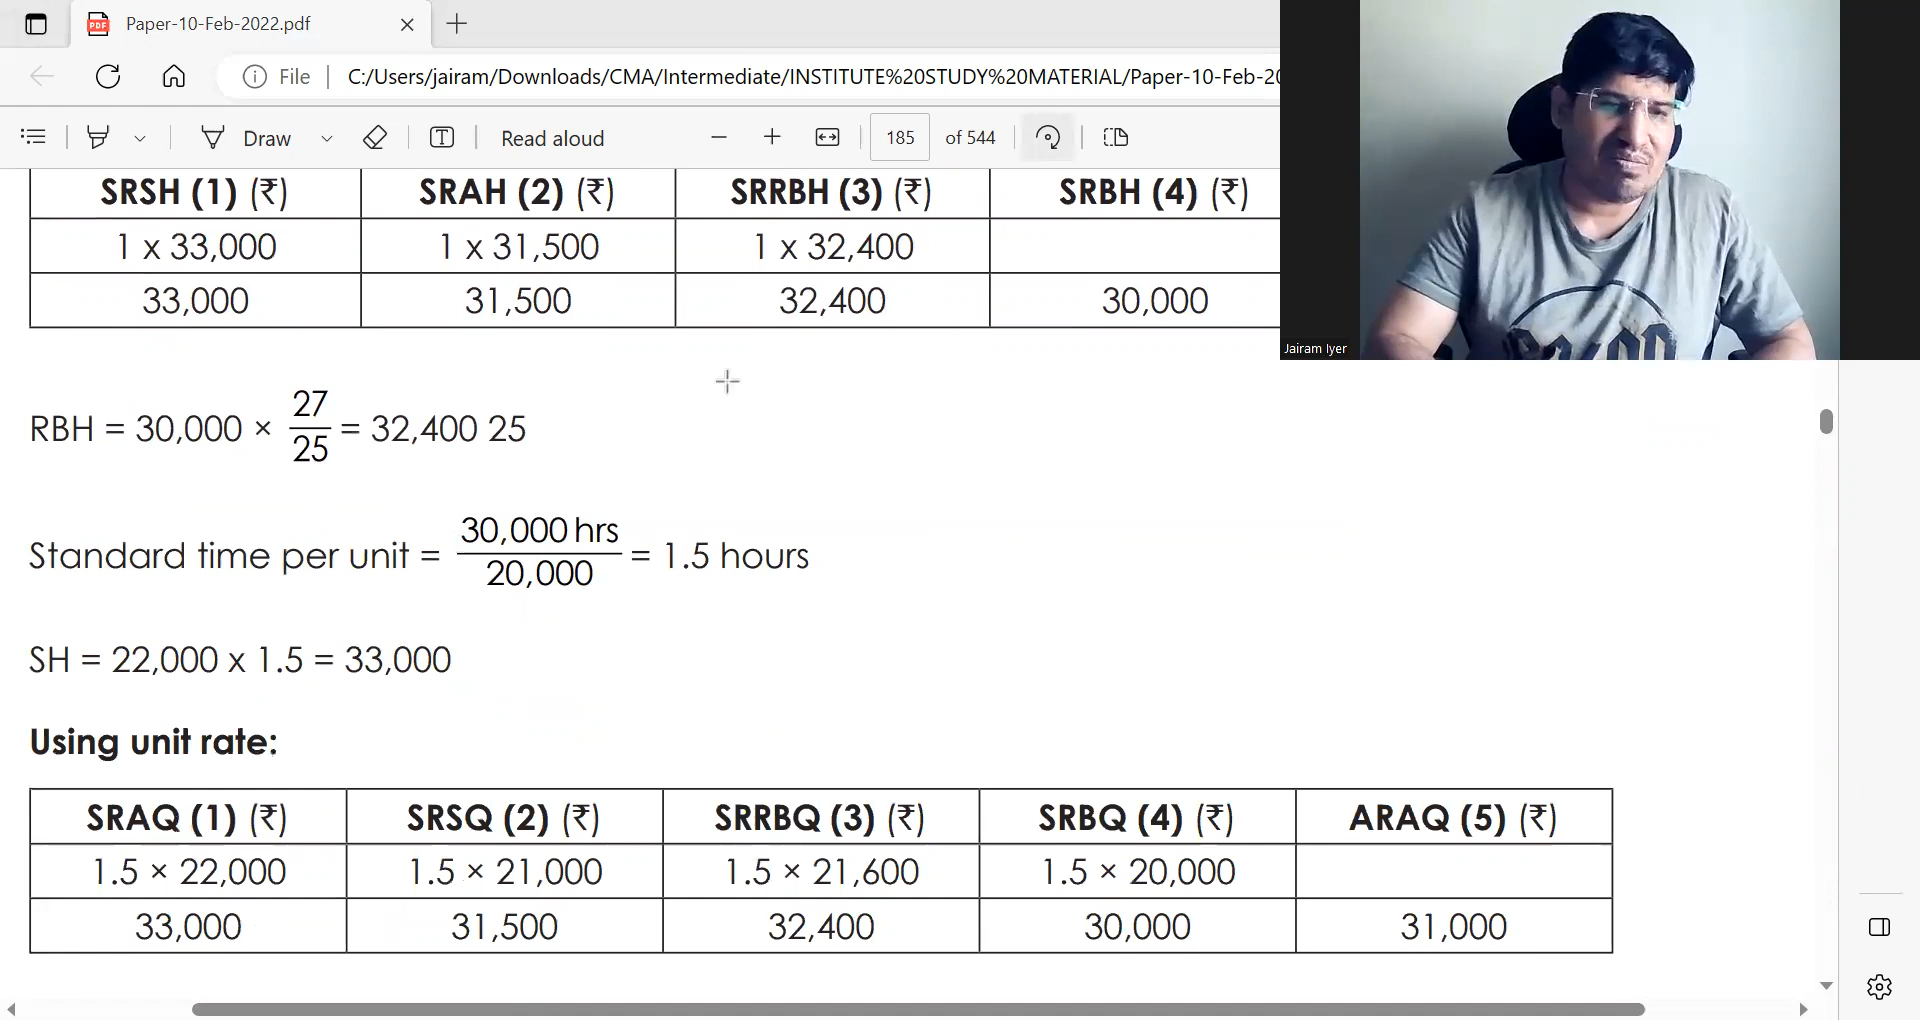 Paper-10-Feb-2022.pdf
File
C:/Users/jairam/Downloads/CMA/Intermediate/INSTITUTE%20STUDY%20MATERIAL/Paper-10-Feb-20
Draw
Read aloud
185 of 544
Jairam Iyer
SRSH (1) (₹) SRAH (2) (₹) SRRBH (3) (₹) SRBH (4) (₹)
1 x 33,000 1 x 31,500 1 x 32,400
33,000 31,500 32,400 30,000
RBH = 30,000 × 27/25 = 32,400 25
Standard time per unit = 30,000 hrs/20,000 = 1.5 hours
SH = 22,000 x 1.5 = 33,000
Using unit rate:
SRAQ (1) (₹) SRSQ (2) (₹) SRRBQ (3) (₹) SRBQ (4) (₹) ARAQ (5) (₹)
1.5 × 22,000 1.5 × 21,000 1.5 × 21,600 1.5 × 20,000
33,000 31,500 32,400 30,000 31,000